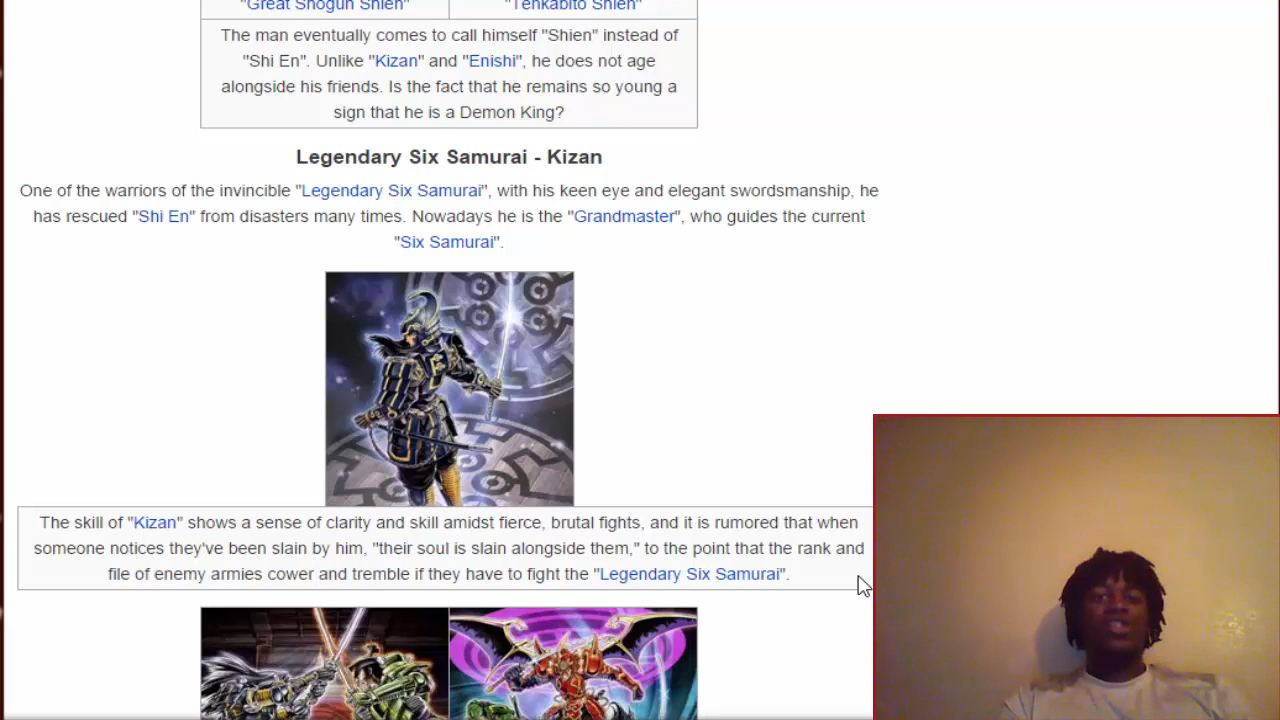 "Great Shogun Shien" "Tenkabito Shien"
The man eventually comes to call himself "Shien" instead of
"Shi En". Unlike "Kizan" and "Enishi", he does not age
alongside his friends. Is the fact that he remains so young a
sign that he is a Demon King?
Legendary Six Samurai - Kizan
One of the warriors of the invincible "Legendary Six Samurai", with his keen eye and elegant swordsmanship, he
has rescued "Shi En" from disasters many times. Nowadays he is the "Grandmaster", who guides the current
"Six Samurai".
The skill of "Kizan" shows a sense of clarity and skill amidst fierce, brutal fights, and it is rumored that when
someone notices they've been slain by him, "their soul is slain alongside them," to the point that the rank and
file of enemy armies cower and tremble if they have to fight the "Legendary Six Samurai".